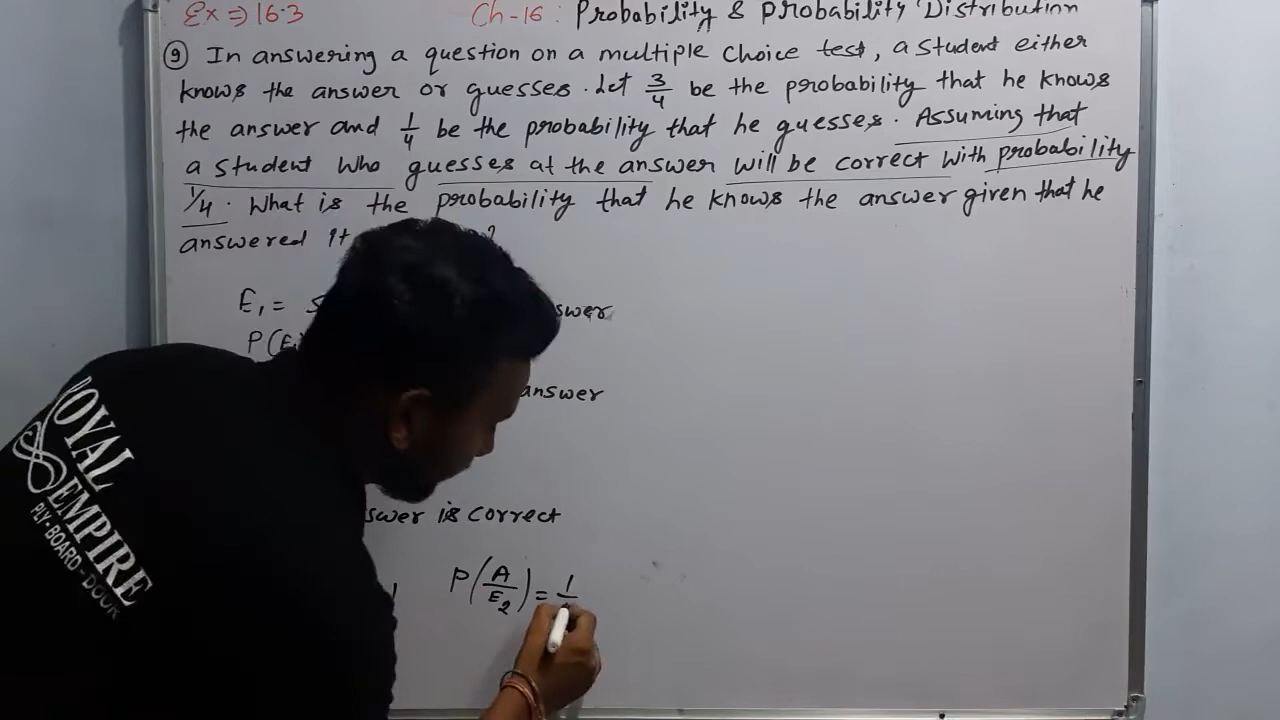 Ex ⇒ 16.3 Ch-16 : Probability & Probability Distribution
⑨ In answering a question on a multiple choice test, a student either
knows the answer or guesses. Let 3/4 be the probability that he knows
the answer and 1/4 be the probability that he guesses. Assuming that
a student who guesses at the answer will be correct with probability
1/4. What is the probability that he knows the answer given that he
answered it
E₁ =
P(E₁
answer
is correct
P(A/E₂) = 1/
ROYAL
EMPIRE
PLY-BOARD-DOOR